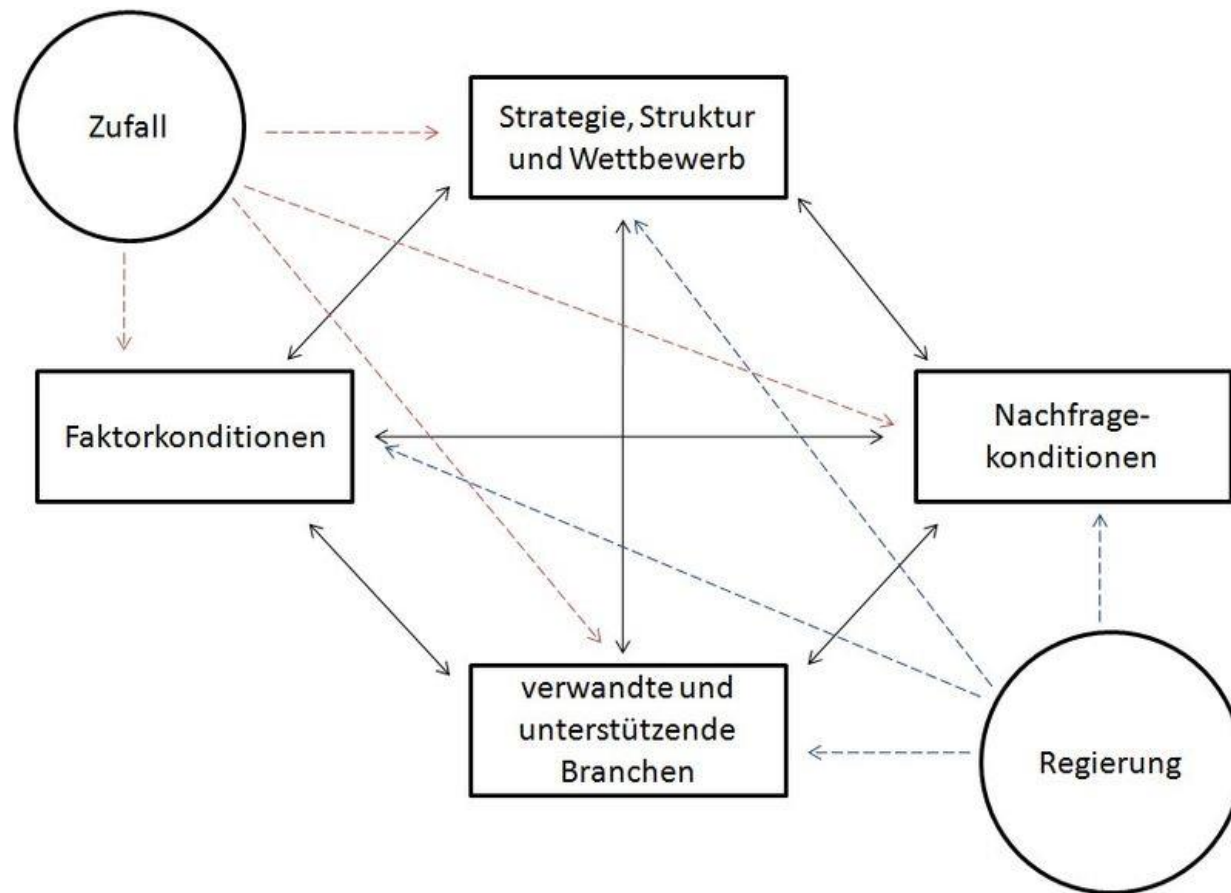 Zufall
Strategie, Struktur
und Wettbewerb
Faktorkonditionen
Nachfrage-
konditionen
verwandte und
unterstützende
Branchen
Regierung